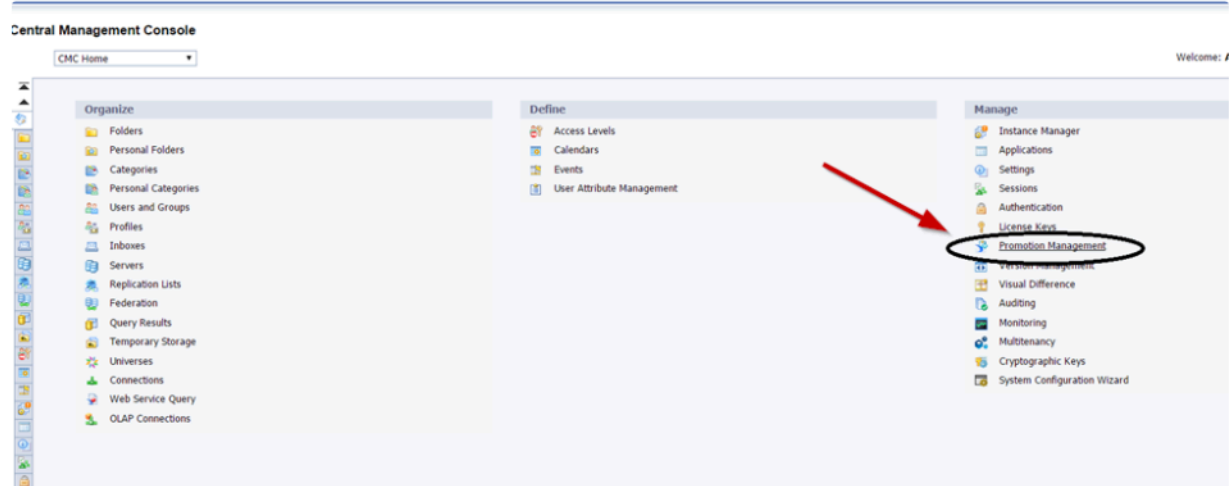 Central Management Console
CMC Home
Welcome:
Organize
Folders
Personal Folders
Categories
Personal Categories
Users and Groups
Profiles
Inboxes
Servers
Replication Lists
Federation
Query Results
Temporary Storage
Universes
Connections
Web Service Query
OLAP Connections
Define
Access Levels
Calendars
Events
User Attribute Management
Manage
Instance Manager
Applications
Settings
Sessions
Authentication
License Keys
Promotion Management
Version Management
Visual Difference
Auditing
Monitoring
Multitenancy
Cryptographic Keys
System Configuration Wizard